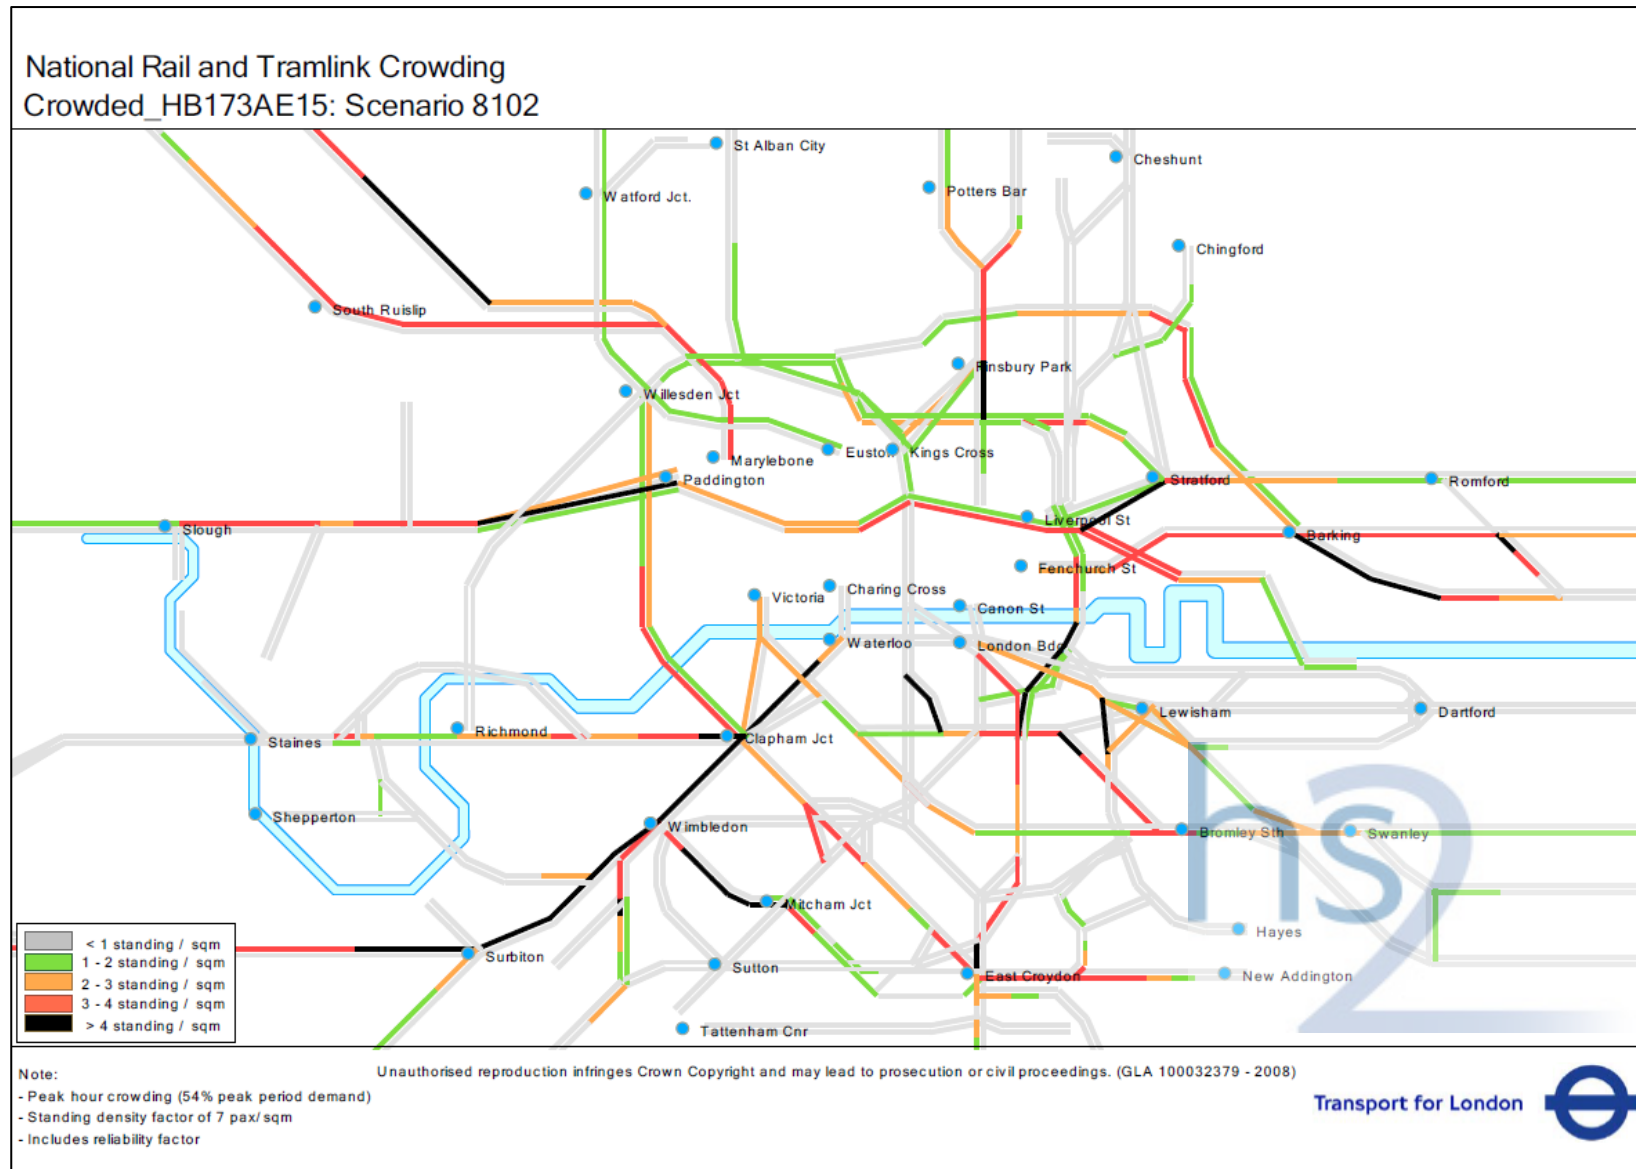 National Rail and Tramlink Crowding
Crowded_HB173AE15: Scenario 8102
St Alban City
Cheshunt
Watford Jct.
Potters Bar
Chingford
South Ruislip
Finsbury Park
Willesden Jct
Marylebone
Euston
Kings Cross
Paddington
Stratford
Romford
Slough
Liverpool St
Barking
Fenchurch St
Victoria
Charing Cross
Canon St
Waterloo
London Bdg
Richmond
Staines
Clapham Jct
Lewisham
Dartford
Shepperton
Wimbledon
Bromley Sth
Swanley
Mitcham Jct
Hayes
Surbiton
Sutton
East Croydon
New Addington
Tattenham Cnr
hs2
< 1 standing / sqm
1 - 2 standing / sqm
2 - 3 standing / sqm
3 - 4 standing / sqm
> 4 standing / sqm
Note:
- Peak hour crowding (54% peak period demand)
- Standing density factor of 7 pax/sqm
- Includes reliability factor
Unauthorised reproduction infringes Crown Copyright and may lead to prosecution or civil proceedings. (GLA 100032379 - 2008)
Transport for London